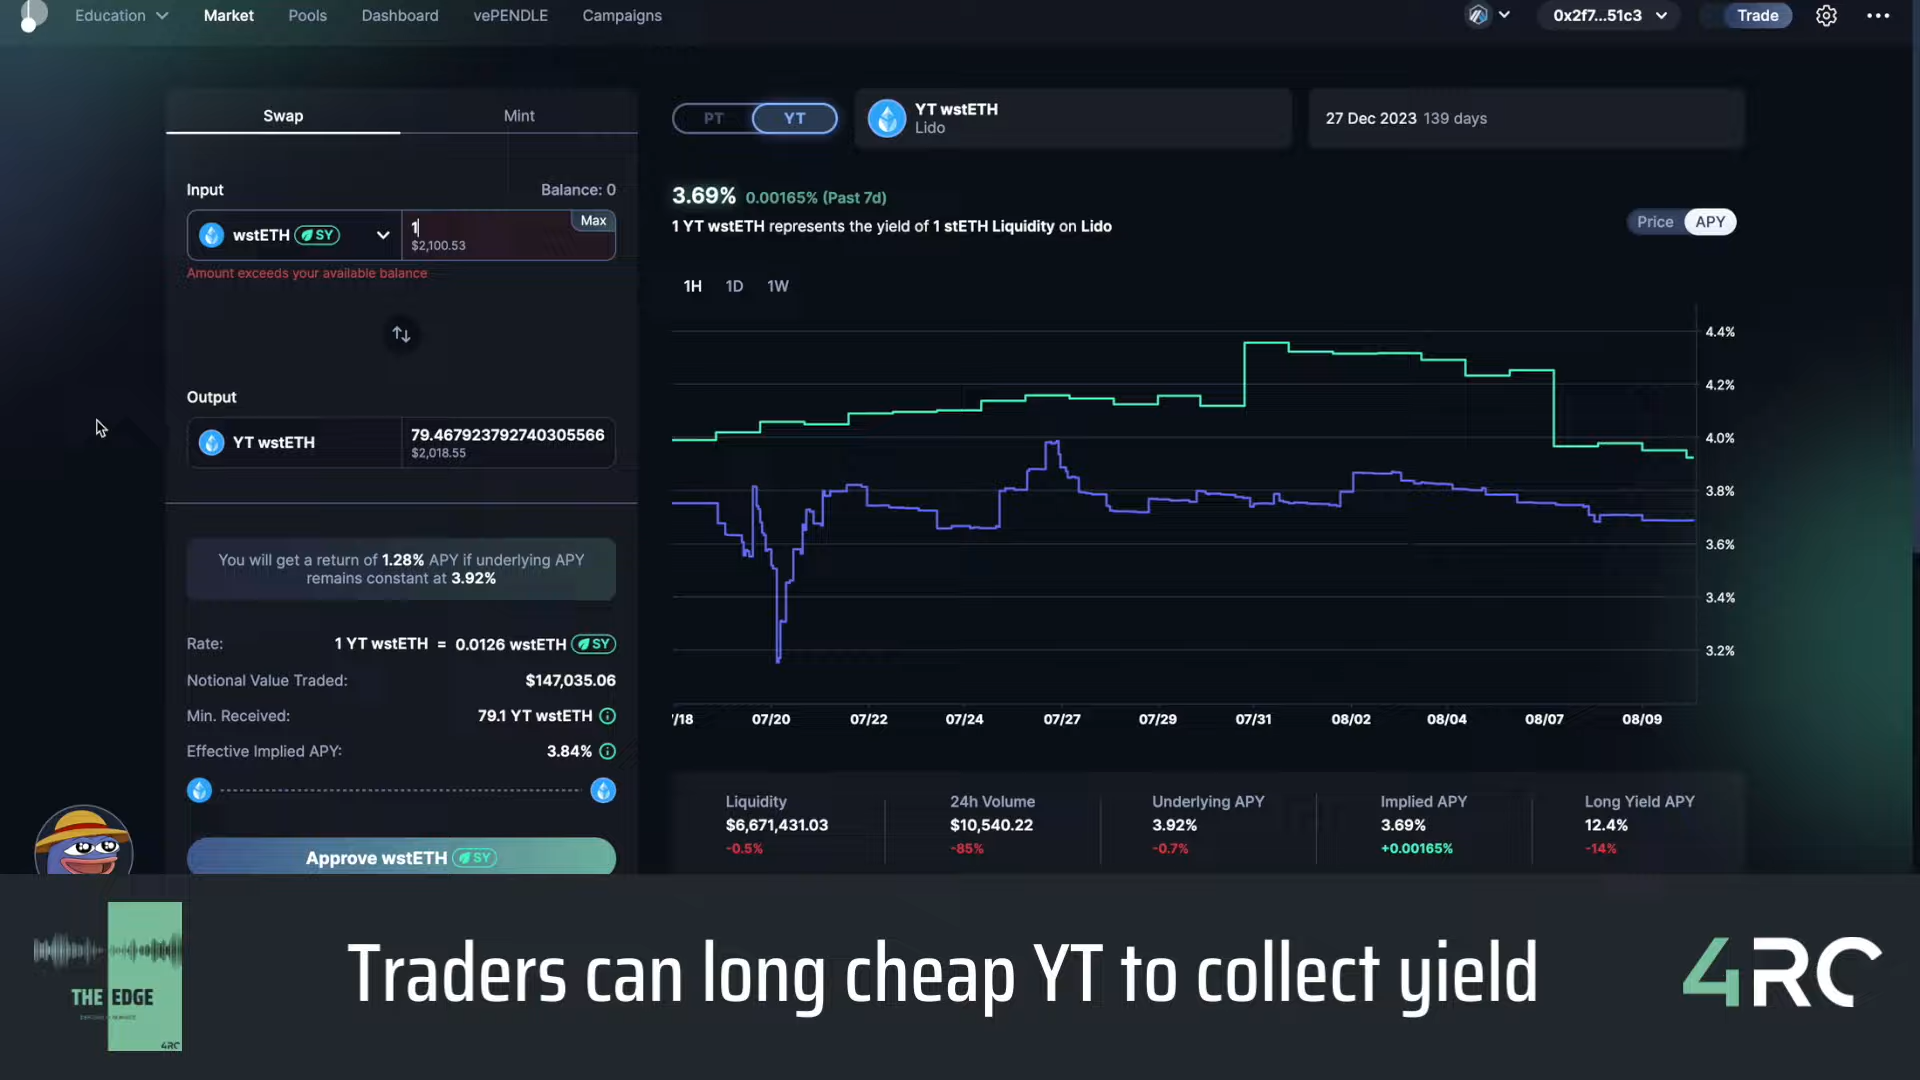 Education Market Pools Dashboard vePENDLE Campaigns 0x2f7...51c3 Trade
Swap Mint
PT YT
YT wstETH
Lido
27 Dec 2023 139 days
Input Balance: 0
wstETH SY 1 Max
$2,100.53
Amount exceeds your available balance
3.69% 0.00165% (Past 7d)
1 YT wstETH represents the yield of 1 stETH Liquidity on Lido
Price APY
1H 1D 1W
Output
YT wstETH 79.467923792740305566
$2,018.55
You will get a return of 1.28% APY if underlying APY
remains constant at 3.92%
Rate: 1 YT wstETH = 0.0126 wstETH SY
Notional Value Traded: $147,035.06
Min. Received: 79.1 YT wstETH
Effective Implied APY: 3.84%
Approve wstETH SY
4.4%
4.2%
4.0%
3.8%
3.6%
3.4%
3.2%
/18 07/20 07/22 07/24 07/27 07/29 07/31 08/02 08/04 08/07 08/09
Liquidity 24h Volume Underlying APY Implied APY Long Yield APY
$6,671,431.03 $10,540.22 3.92% 3.69% 12.4%
-0.5% -85% -0.7% +0.00165% -14%
THE EDGE
4RC
Traders can long cheap YT to collect yield
4RC